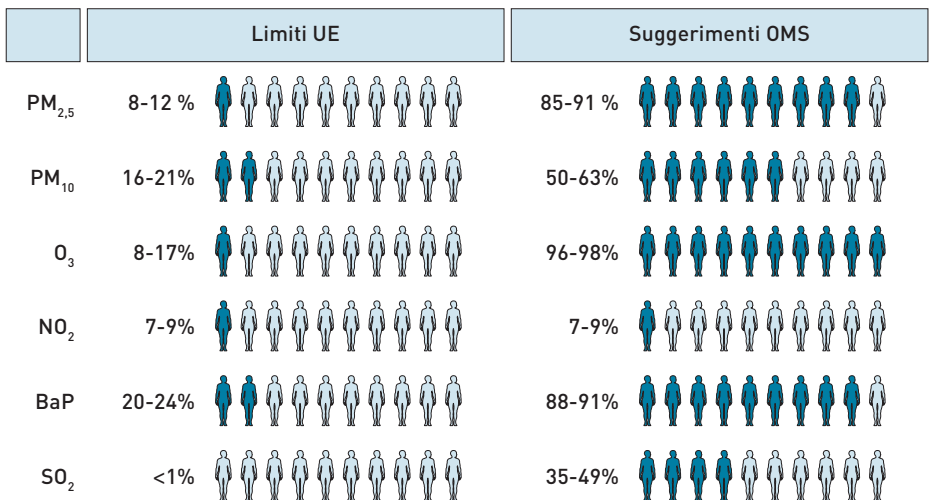 Limiti UE Suggerimenti OMS
PM2,5 8-12 % 85-91 %
PM10 16-21% 50-63%
O3 8-17% 96-98%
NO2 7-9% 7-9%
BaP 20-24% 88-91%
SO2 <1% 35-49%